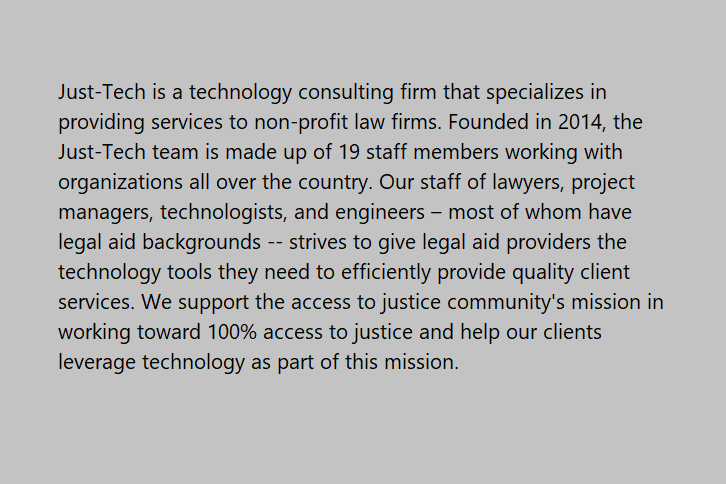 Just-Tech is a technology consulting firm that specializes in
providing services to non-profit law firms. Founded in 2014, the
Just-Tech team is made up of 19 staff members working with
organizations all over the country. Our staff of lawyers, project
managers, technologists, and engineers – most of whom have
legal aid backgrounds -- strives to give legal aid providers the
technology tools they need to efficiently provide quality client
services. We support the access to justice community's mission in
working toward 100% access to justice and help our clients
leverage technology as part of this mission.